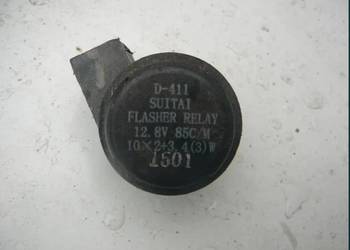 D-411
SUITAI
FLASHER RELAY
12.8V 85C/M
10×2+3.4(3)W
1501